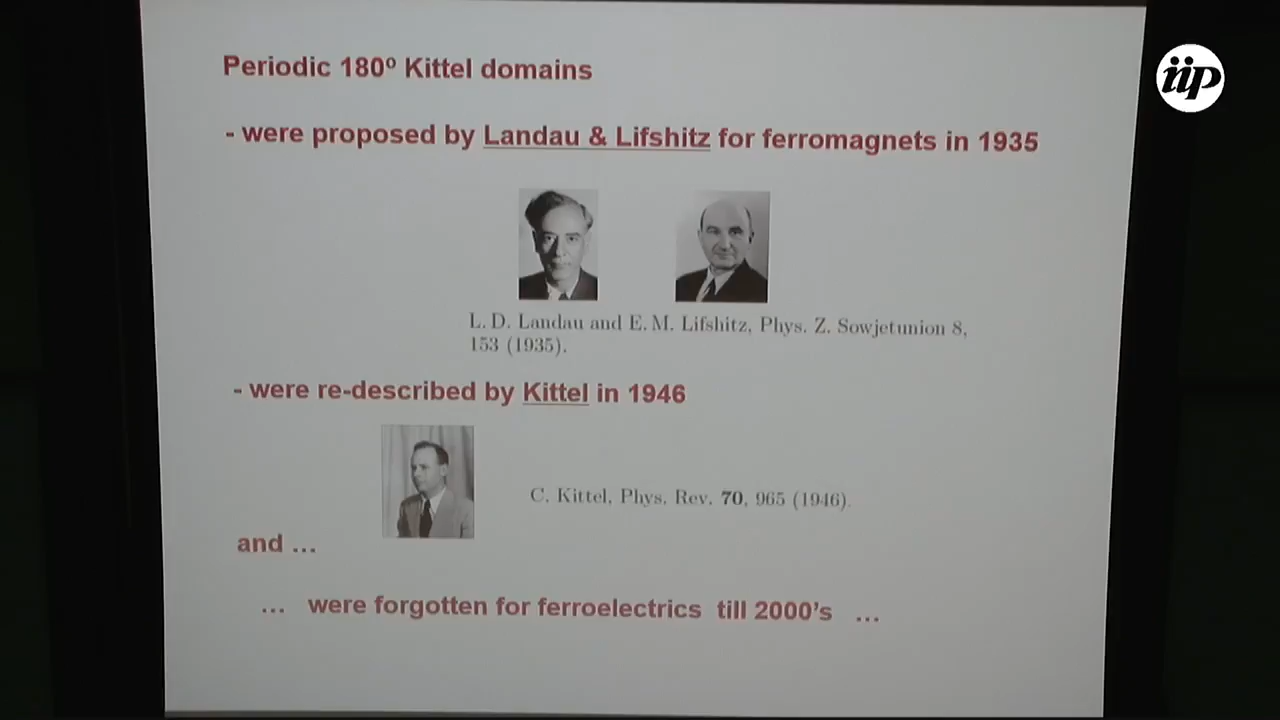 Periodic 180º Kittel domains
- were proposed by Landau & Lifshitz for ferromagnets in 1935
L. D. Landau and E. M. Lifshitz, Phys. Z. Sowjetunion 8,
153 (1935).
- were re-described by Kittel in 1946
C. Kittel, Phys. Rev. 70, 965 (1946).
and ...
... were forgotten for ferroelectrics till 2000's ...
iip